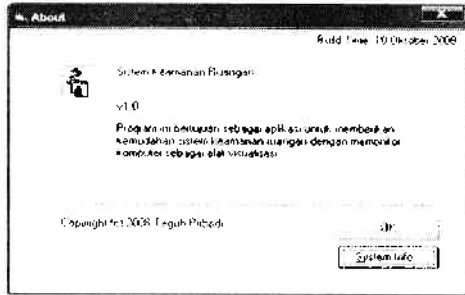 About
Build Time 10 Oktober 2008
Sistem Keamanan Ruangan
v1.0
Program ini bertujuan sebagai aplikasi untuk memberikan
kemudahan sistem keamanan ruangan dengan memonitor
komputer sebagai alat visualisasi
Copyright (c) 2008 Teguh Pribadi
OK
System Info